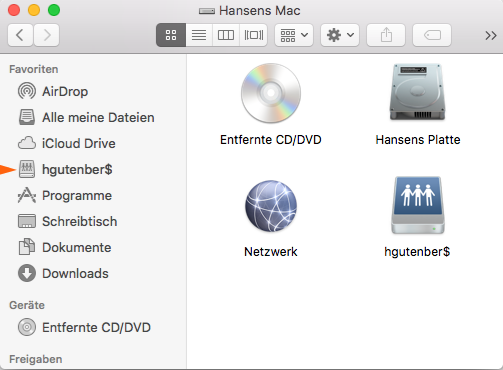 Hansens Mac
Favoriten
AirDrop
Alle meine Dateien
iCloud Drive
hgutenber$
Programme
Schreibtisch
Dokumente
Downloads
Geräte
Entfernte CD/DVD
Freigaben
Entfernte CD/DVD
Hansens Platte
Netzwerk
hgutenber$